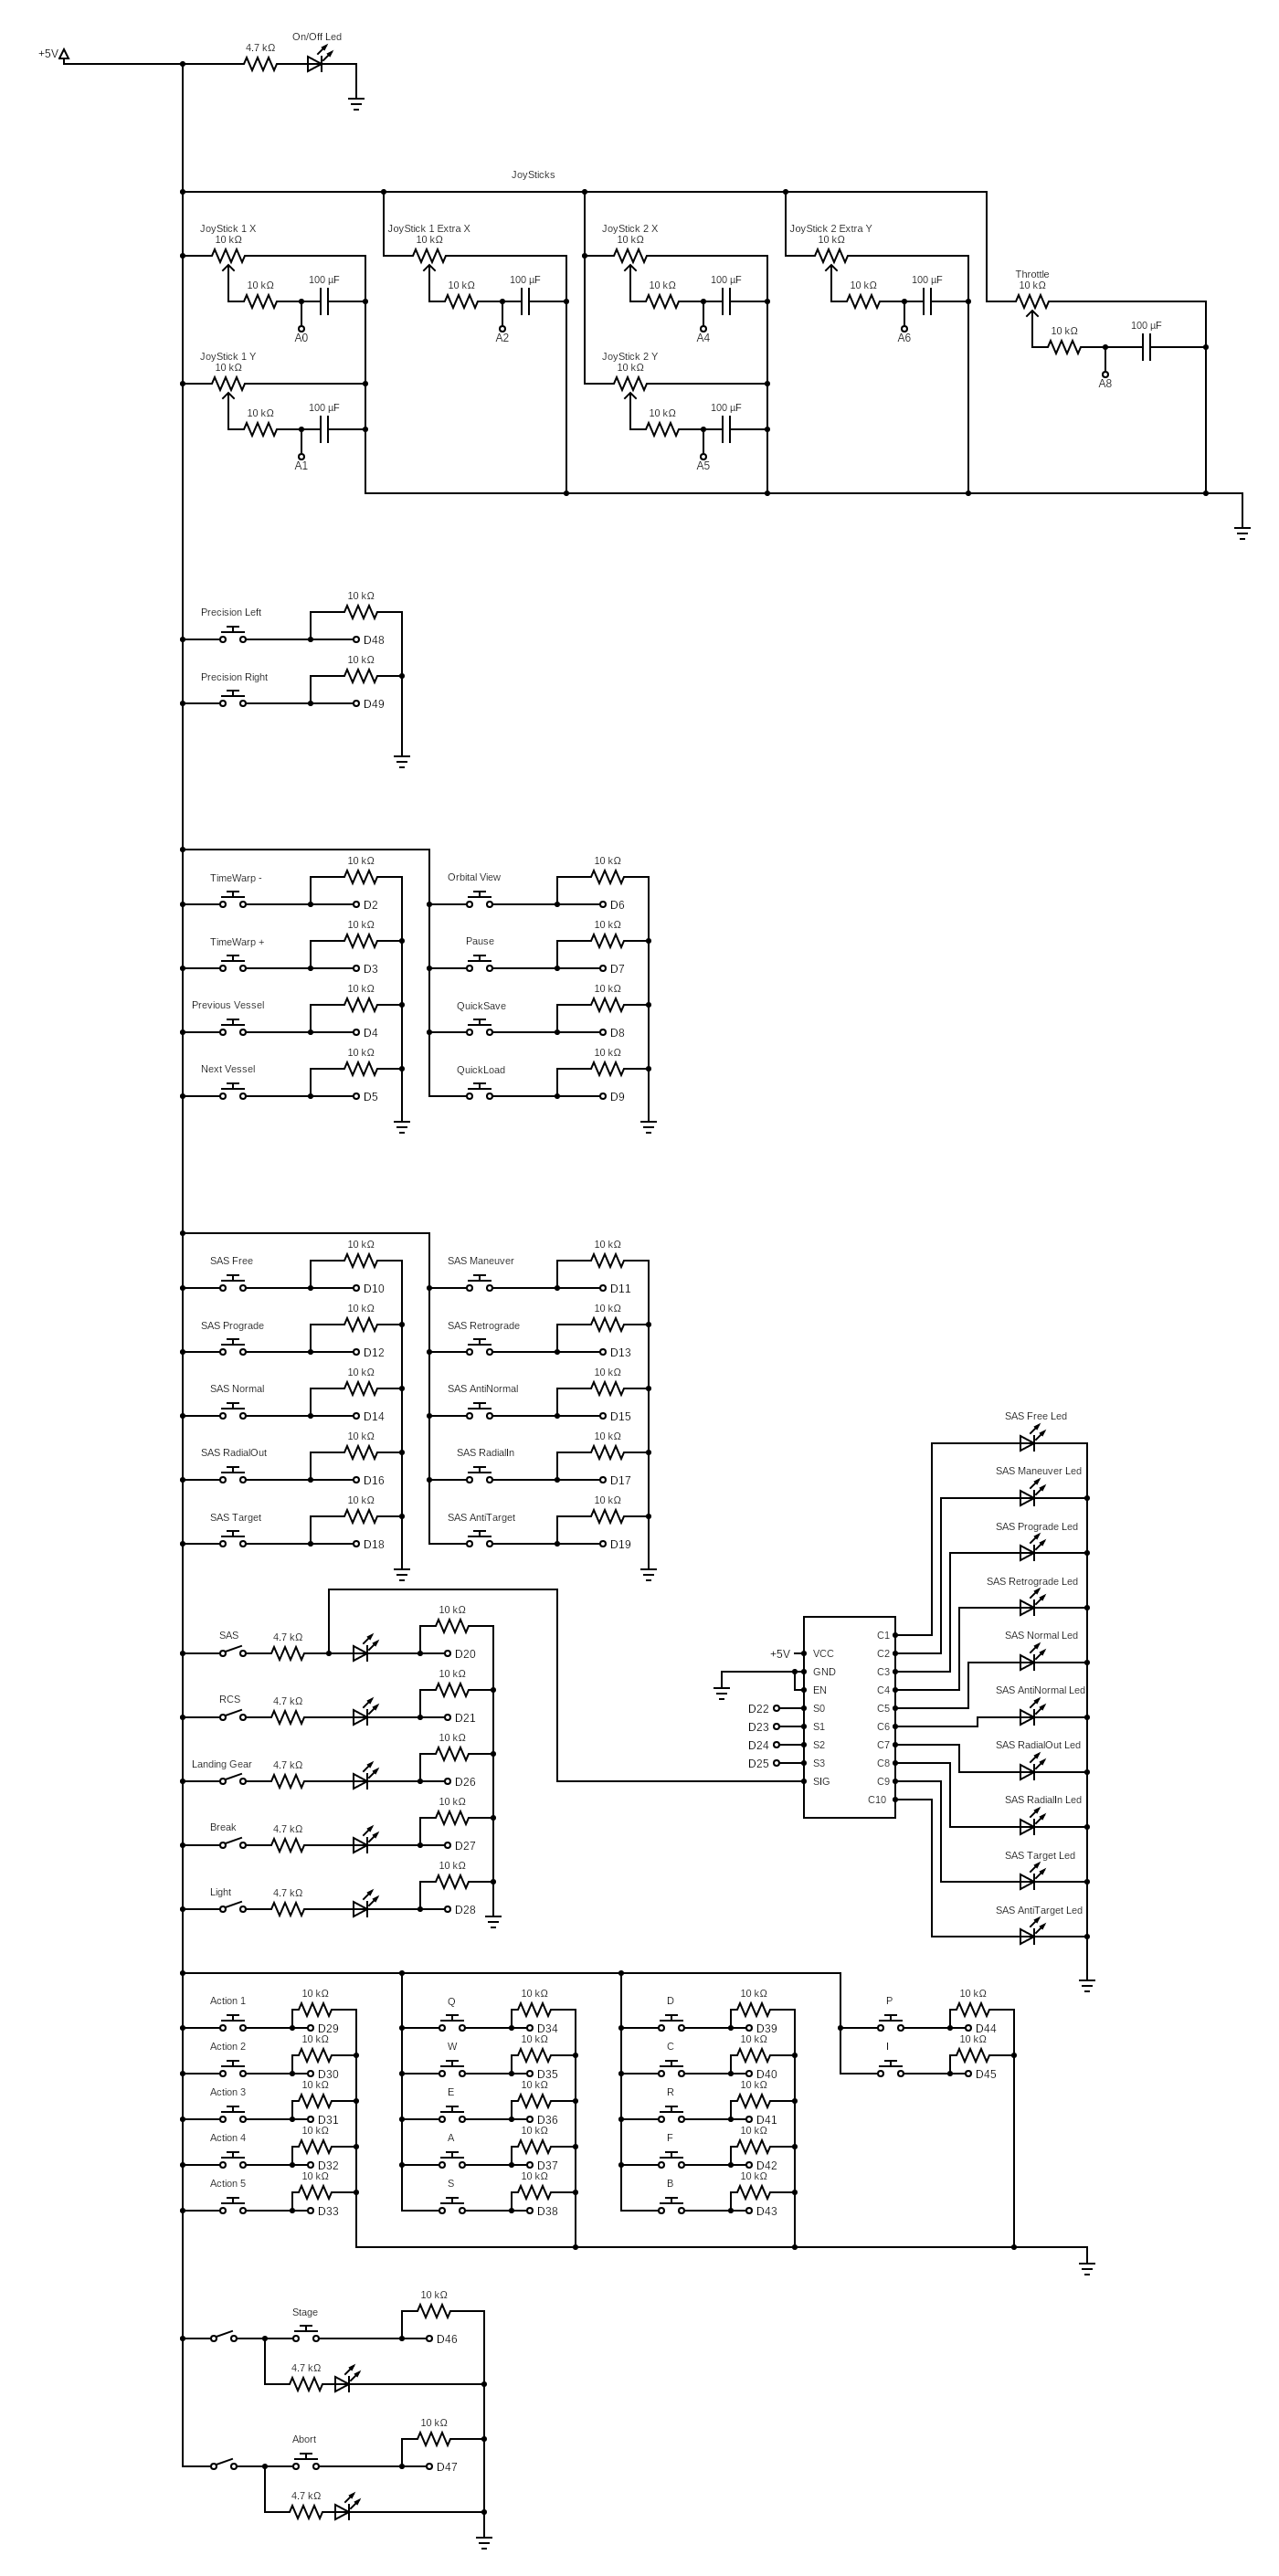 On/Off Led
+5V
4.7 kΩ
JoySticks
JoyStick 1 X
10 kΩ
JoyStick 1 Extra X
10 kΩ
JoyStick 2 X
10 kΩ
JoyStick 2 Extra Y
10 kΩ
Throttle
10 kΩ
10 kΩ
100 µF
A0
10 kΩ
100 µF
A2
10 kΩ
100 µF
A4
10 kΩ
100 µF
A6
10 kΩ
100 µF
A8
JoyStick 1 Y
10 kΩ
10 kΩ
100 µF
A1
JoyStick 2 Y
10 kΩ
10 kΩ
100 µF
A5
Precision Left
10 kΩ
D48
Precision Right
10 kΩ
D49
TimeWarp -
10 kΩ
D2
Orbital View
10 kΩ
D6
TimeWarp +
10 kΩ
D3
Pause
10 kΩ
D7
Previous Vessel
10 kΩ
D4
QuickSave
10 kΩ
D8
Next Vessel
10 kΩ
D5
QuickLoad
10 kΩ
D9
SAS Free
10 kΩ
D10
SAS Maneuver
10 kΩ
D11
SAS Prograde
10 kΩ
D12
SAS Retrograde
10 kΩ
D13
SAS Normal
10 kΩ
D14
SAS AntiNormal
10 kΩ
D15
SAS RadialOut
10 kΩ
D16
SAS RadialIn
10 kΩ
D17
SAS Target
10 kΩ
D18
SAS AntiTarget
10 kΩ
D19
SAS
4.7 kΩ
10 kΩ
D20
RCS
4.7 kΩ
10 kΩ
D21
Landing Gear
4.7 kΩ
10 kΩ
D26
Break
4.7 kΩ
10 kΩ
D27
Light
4.7 kΩ
10 kΩ
D28
+5V
VCC
GND
EN
D22
S0
D23
S1
D24
S2
D25
S3
SIG
C1
C2
C3
C4
C5
C6
C7
C8
C9
C10
SAS Free Led
SAS Maneuver Led
SAS Prograde Led
SAS Retrograde Led
SAS Normal Led
SAS AntiNormal Led
SAS RadialOut Led
SAS RadialIn Led
SAS Target Led
SAS AntiTarget Led
Action 1
10 kΩ
D29
Q
10 kΩ
D34
D
10 kΩ
D39
P
10 kΩ
D44
Action 2
10 kΩ
D30
W
10 kΩ
D35
C
10 kΩ
D40
I
10 kΩ
D45
Action 3
10 kΩ
D31
E
10 kΩ
D36
R
10 kΩ
D41
Action 4
10 kΩ
D32
A
10 kΩ
D37
F
10 kΩ
D42
Action 5
10 kΩ
D33
S
10 kΩ
D38
B
10 kΩ
D43
Stage
10 kΩ
D46
4.7 kΩ
Abort
10 kΩ
D47
4.7 kΩ